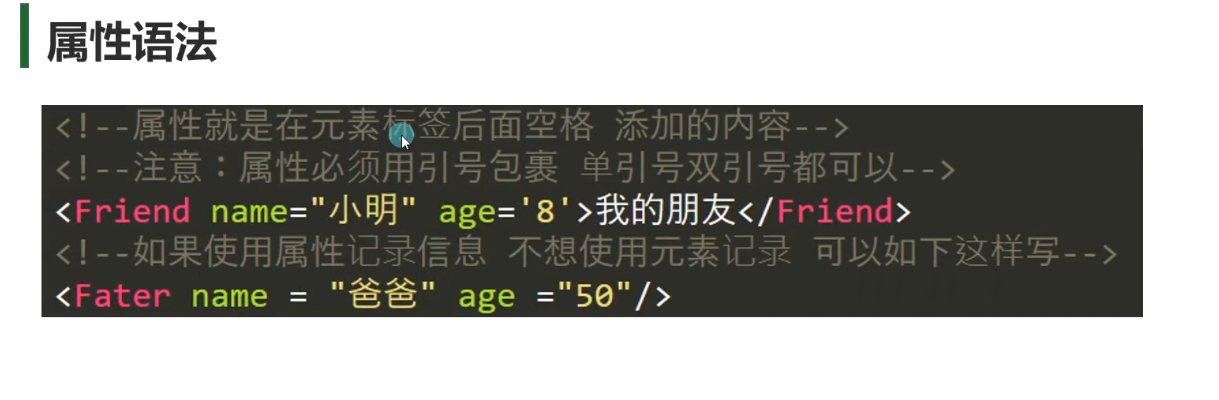 属性语法
<!--属性就是在元素标签后面空格 添加的内容-->
<!--注意：属性必须用引号包裹 单引号双引号都可以-->
<Friend name="小明" age='8'>我的朋友</Friend>
<!--如果使用属性记录信息 不想使用元素记录 可以如下这样写-->
<Fater name = "爸爸" age ="50"/>